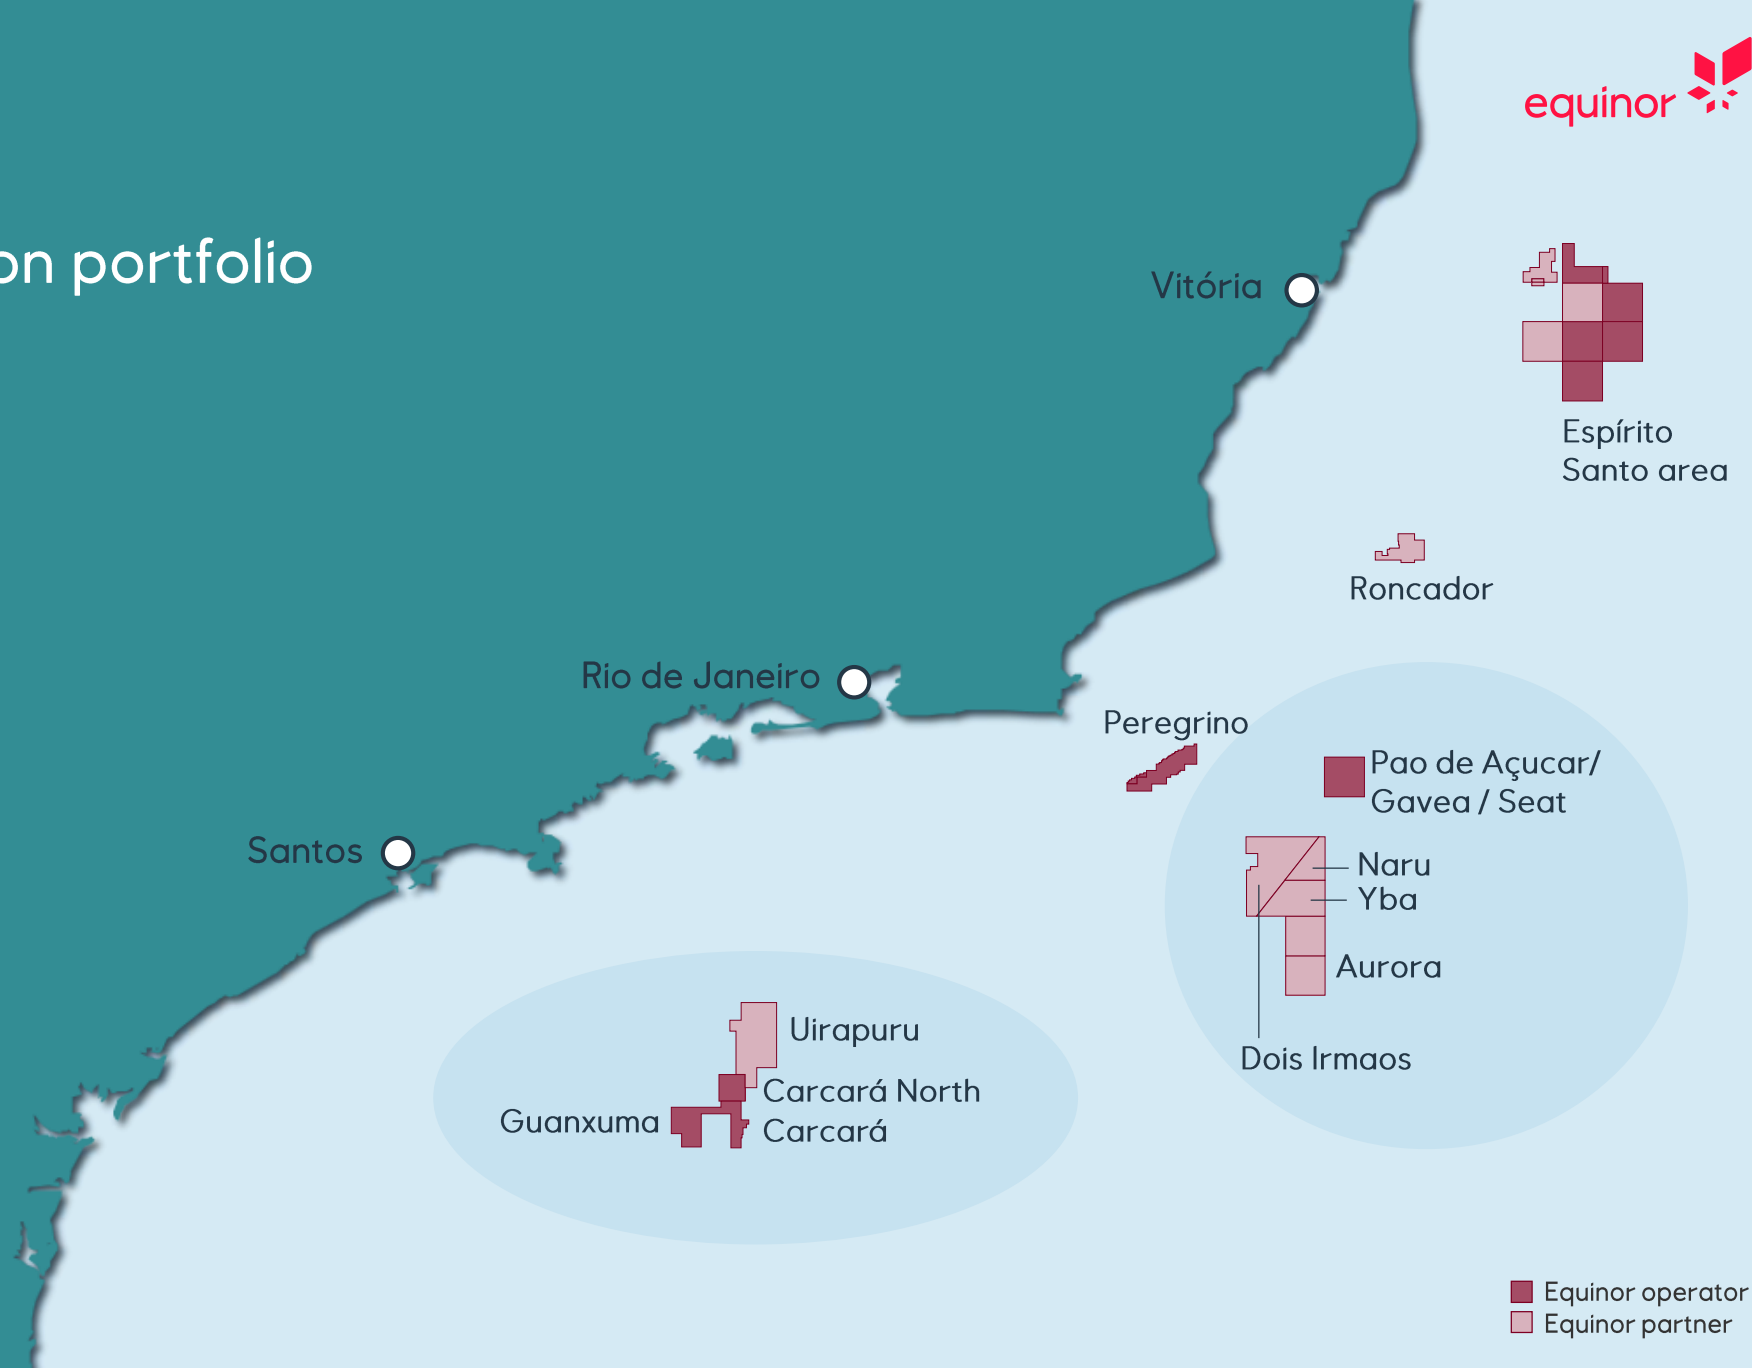 equinor
on portfolio
Vitória
Espírito
Santo area
Roncador
Rio de Janeiro
Peregrino
Pao de Açucar/
Gavea / Seat
Santos
Naru
Yba
Aurora
Dois Irmaos
Uirapuru
Carcará North
Guanxuma
Carcará
Equinor operator
Equinor partner